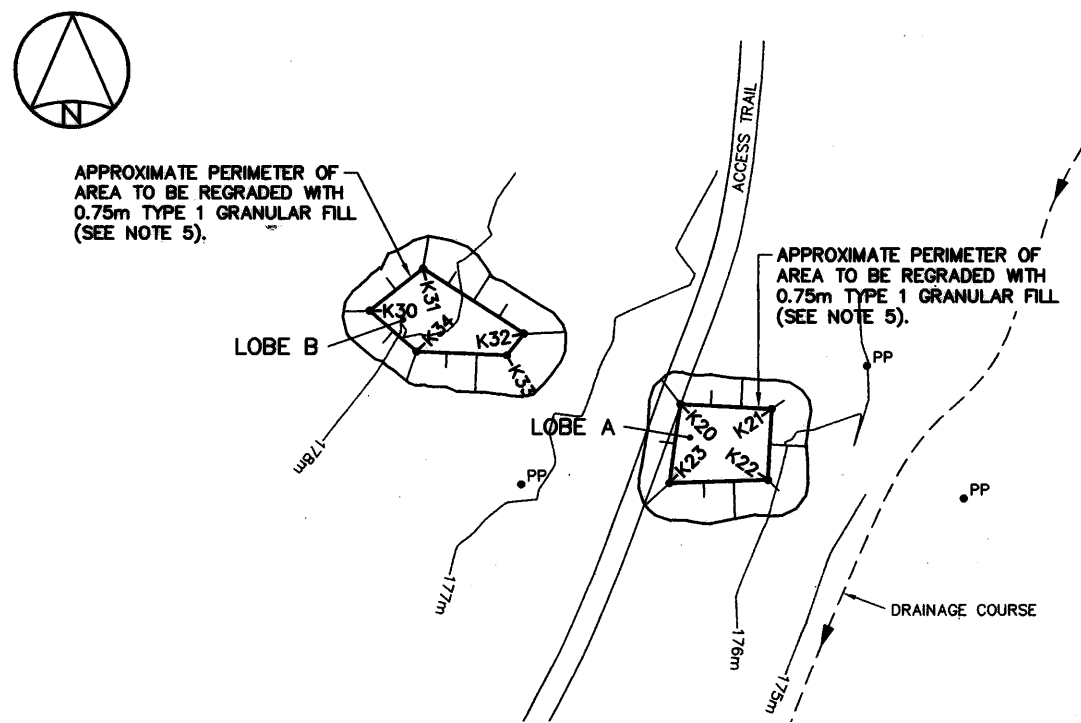 N
APPROXIMATE PERIMETER OF
AREA TO BE REGRADED WITH
0.75m TYPE 1 GRANULAR FILL
(SEE NOTE 5).
ACCESS TRAIL
APPROXIMATE PERIMETER OF
AREA TO BE REGRADED WITH
0.75m TYPE 1 GRANULAR FILL
(SEE NOTE 5).
K30
K31
K34
K32
K33
LOBE B
PP
LOBE A
K20
K21
K23
K22
178m
PP
PP
177m
176m
175m
DRAINAGE COURSE